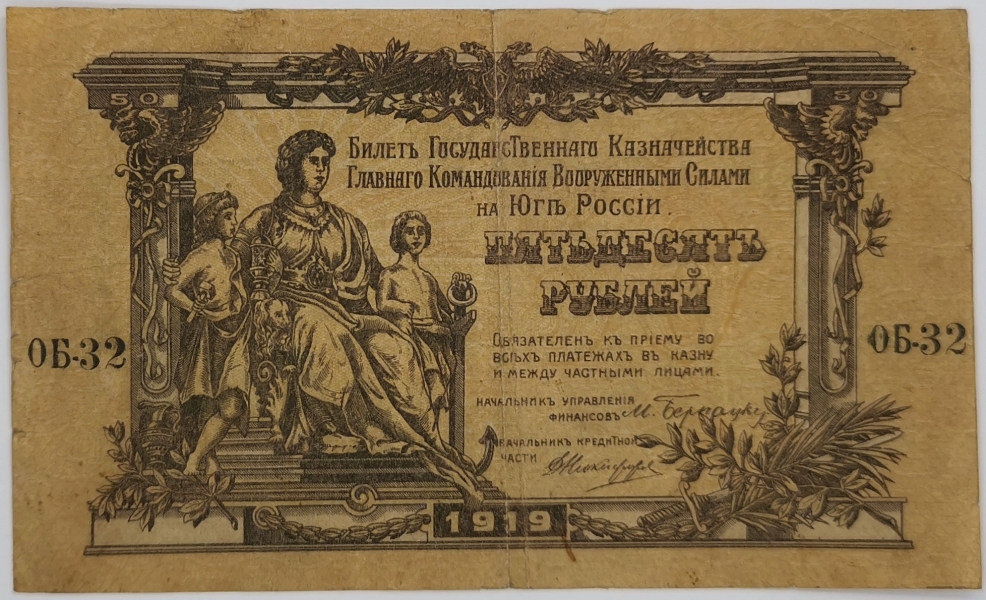 50
50
Билетъ Государственнаго Казначейства
Главнаго Командованія Вооруженными Силами
на Югѣ Россіи.
ПЯТЬДЕСЯТЪ
РУБЛЕЙ
Обязателенъ къ пріему во
всѣхъ платежахъ въ казну
и между частными лицами.
ОБ-32
ОБ-32
Начальникъ Управленія
Финансовъ М.
Начальникъ Кредитной
Части
1919